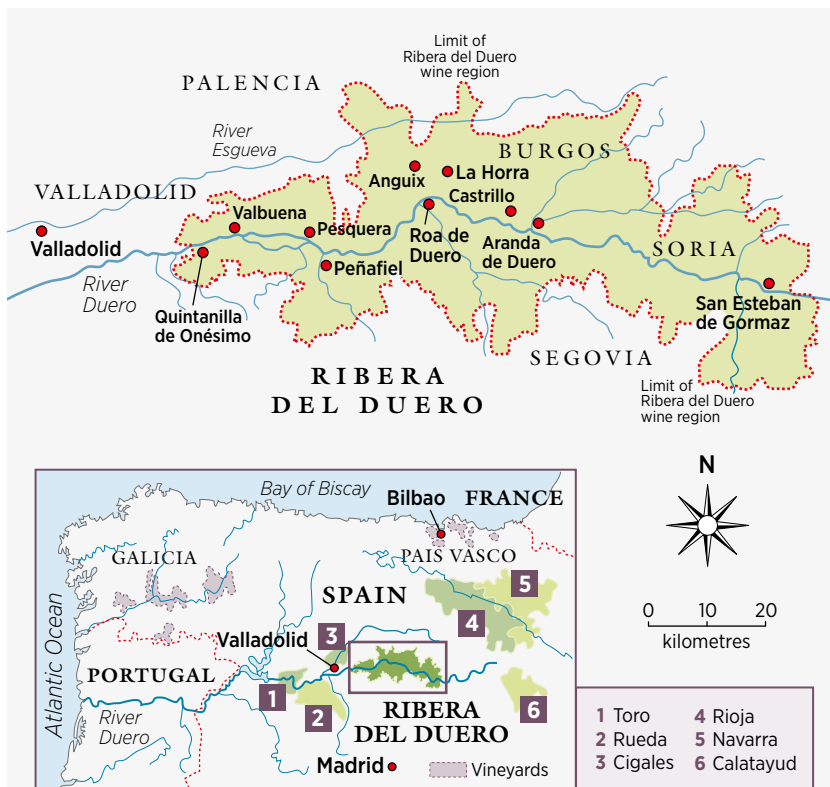 Limit of
Ribera del Duero
wine region
PALENCIA
River
Esgueva
BURGOS
La Horra
Anguix
VALLADOLID
Castrillo
Valbuena
Pesquera
Valladolid
Roa de
Duero
Aranda
de Duero
SORIA
Peñafiel
River
Duero
San Esteban
de Gormaz
Quintanilla
de Onésimo
SEGOVIA
RIBERA
DEL DUERO
Limit of
Ribera del Duero
wine region
N
0 10 20
kilometres
Bay of Biscay
Bilbao
FRANCE
GALICIA
PAIS VASCO
Atlantic Ocean
SPAIN
5
4
3
Valladolid
PORTUGAL
1
2
6
River
Duero
RIBERA
DEL DUERO
Madrid
Vineyards
1 Toro
2 Rueda
3 Cigales
4 Rioja
5 Navarra
6 Calatayud